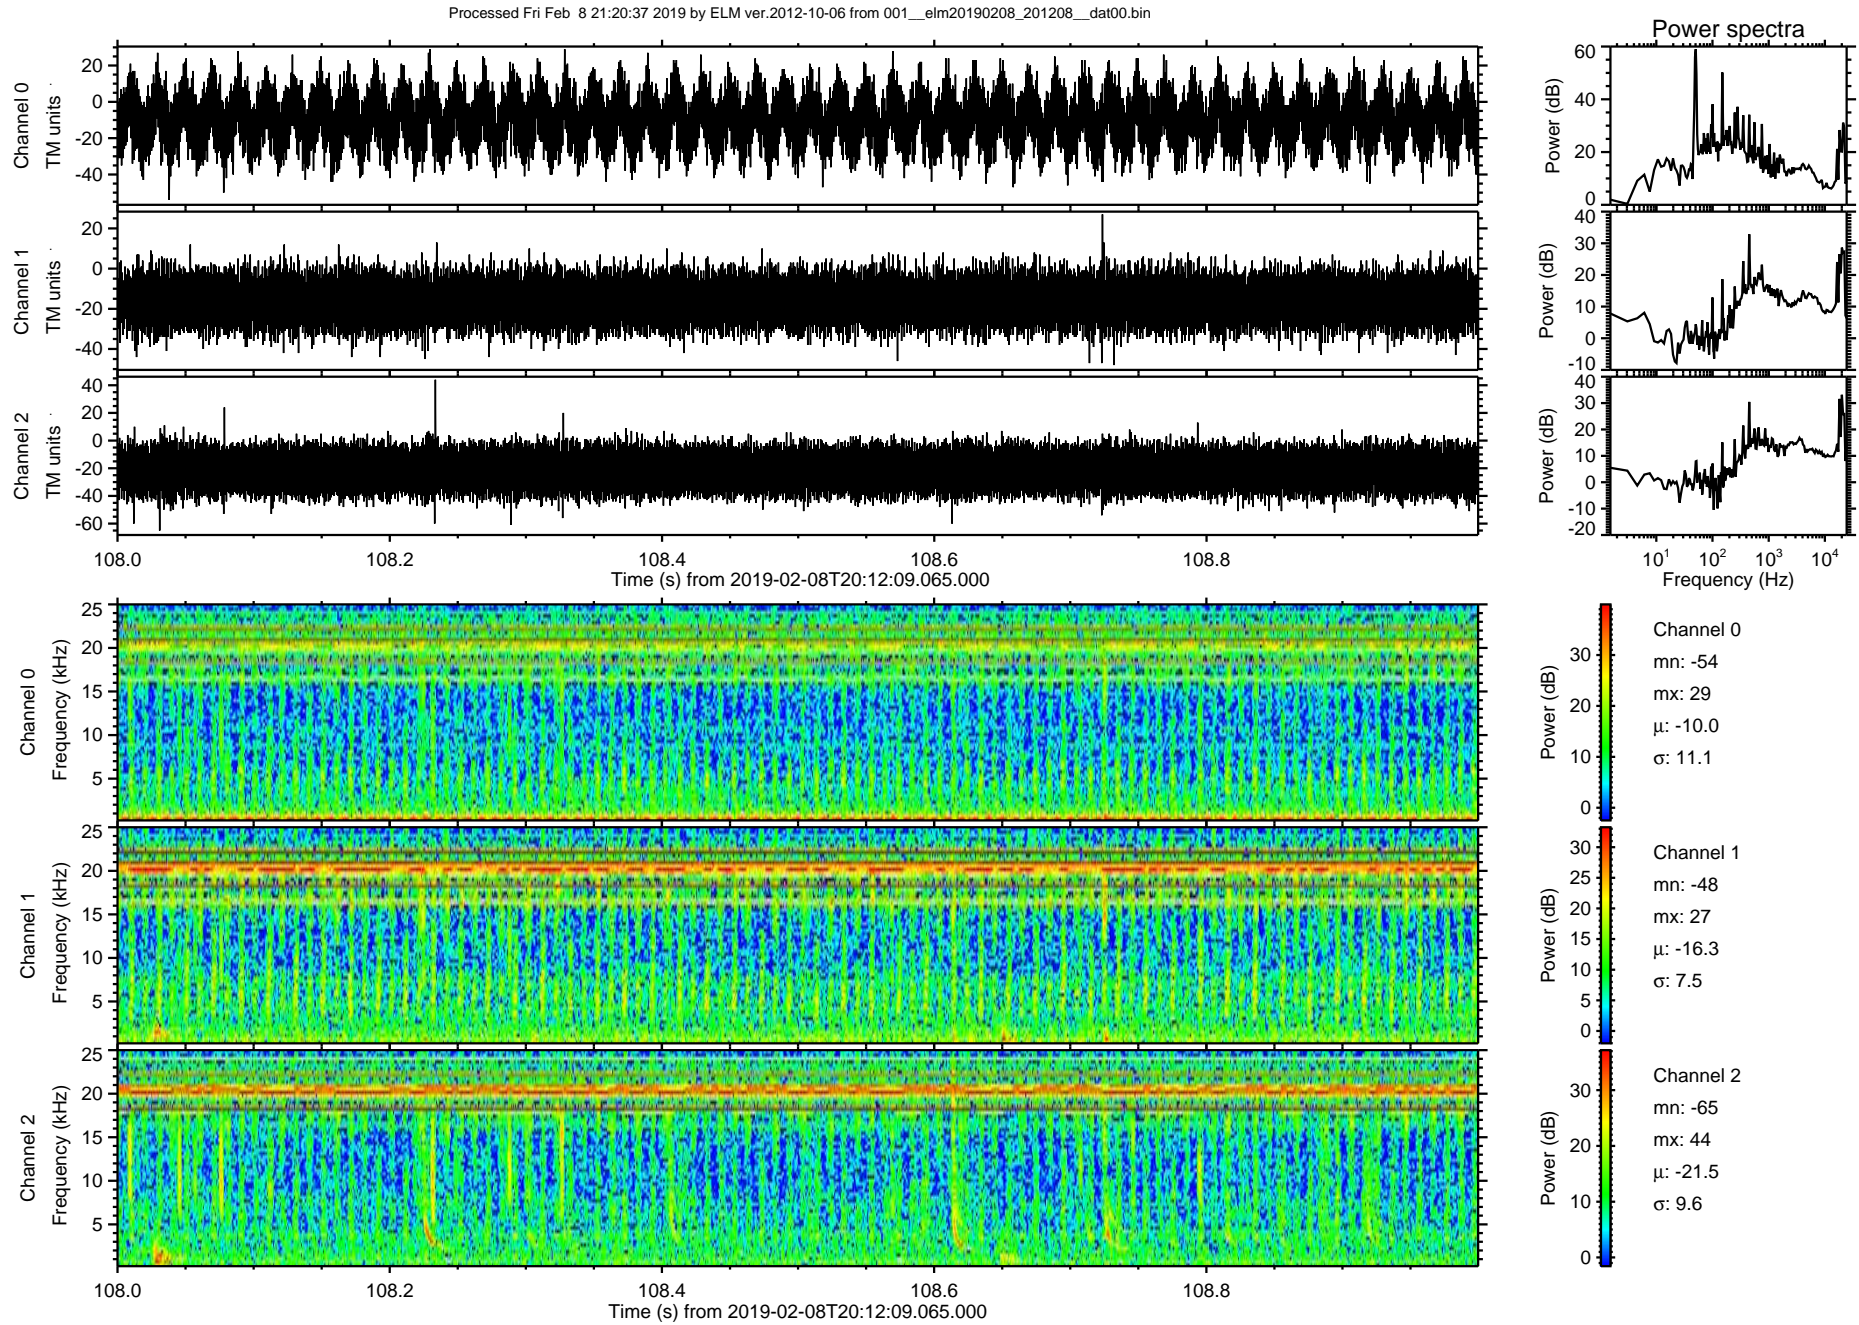 Processed Fri Feb  8 21:20:37 2019 by ELM ver.2012-10-06 from 001__elm20190208_201208__dat00.bin
Power spectra
Channel 0
TM units
20
0
-20
-40
Power (dB)
60
40
20
0
Channel 1
TM units
20
0
-20
-40
Power (dB)
40
30
20
10
0
-10
Channel 2
TM units
40
20
0
-20
-40
-60
Power (dB)
40
30
20
10
0
-10
-20
108.0
108.2
108.4
108.6
108.8
Time (s) from 2019-02-08T20:12:09.065.000
10^1
10^2
10^3
10^4
Frequency (Hz)
Channel 0
Frequency (kHz)
25
20
15
10
5
Power (dB)
30
20
10
0
Channel 0
mn: -54
mx: 29
μ: -10.0
σ: 11.1
Channel 1
Frequency (kHz)
25
20
15
10
5
Power (dB)
30
25
20
15
10
5
0
Channel 1
mn: -48
mx: 27
μ: -16.3
σ: 7.5
Channel 2
Frequency (kHz)
25
20
15
10
5
Power (dB)
30
20
10
0
Channel 2
mn: -65
mx: 44
μ: -21.5
σ: 9.6
108.0
108.2
108.4
108.6
108.8
Time (s) from 2019-02-08T20:12:09.065.000